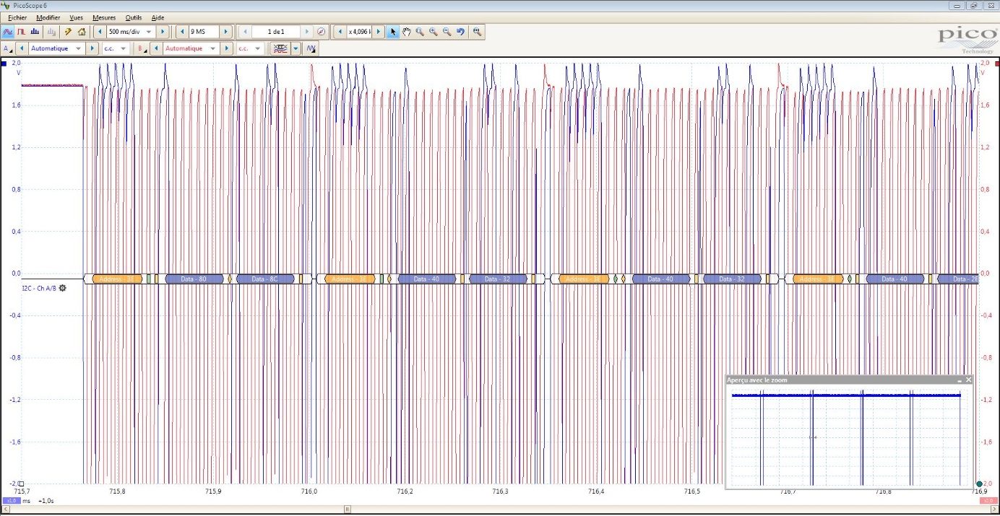 PicoScope 6
Fichier Modifier Vues Mesures Outils Aide
500 ms/div 9 MS 1 de 1 x 4,096
pico
Technology
A Automatique c.c. B Automatique c.c.
2,0 2,0
V V
1,6 1,6
1,2 1,2
0,8 0,8
0,4 0,4
0,0 0,0
Address - 3E Data - 80 Data - 8C Address - 3E Data - 40 Data - 32 Address - 3E Data - 40 Data - 32 Address - 3E Data - 40 Data - 2E
I2C - Ch A/B
-0,4 -0,4
-0,8 -0,8
Aperçu avec le zoom
-1,2 -1,2
-1,6 -1,6
-2,0 -2,0
715,7 715,8 715,9 716,0 716,1 716,2 716,3 716,4 716,5 716,6 716,7 716,8 716,9
x1,0 ms +1,0s x1,0